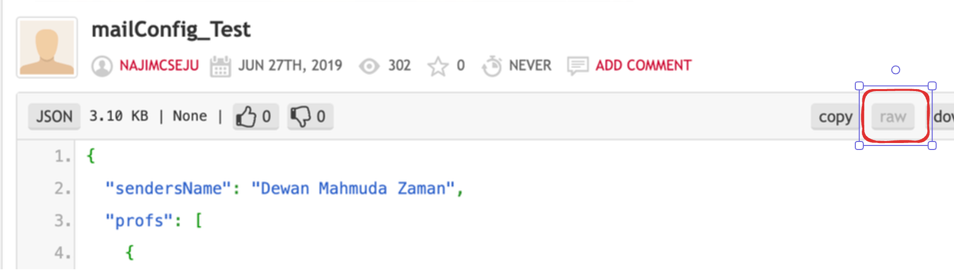 mailConfig_Test
NAJIMCSEJU JUN 27TH, 2019 302 0 NEVER ADD COMMENT
JSON 3.10 KB | None | 0 0 copy raw dow
1. {
2. "sendersName": "Dewan Mahmuda Zaman",
3. "profs": [
4. {